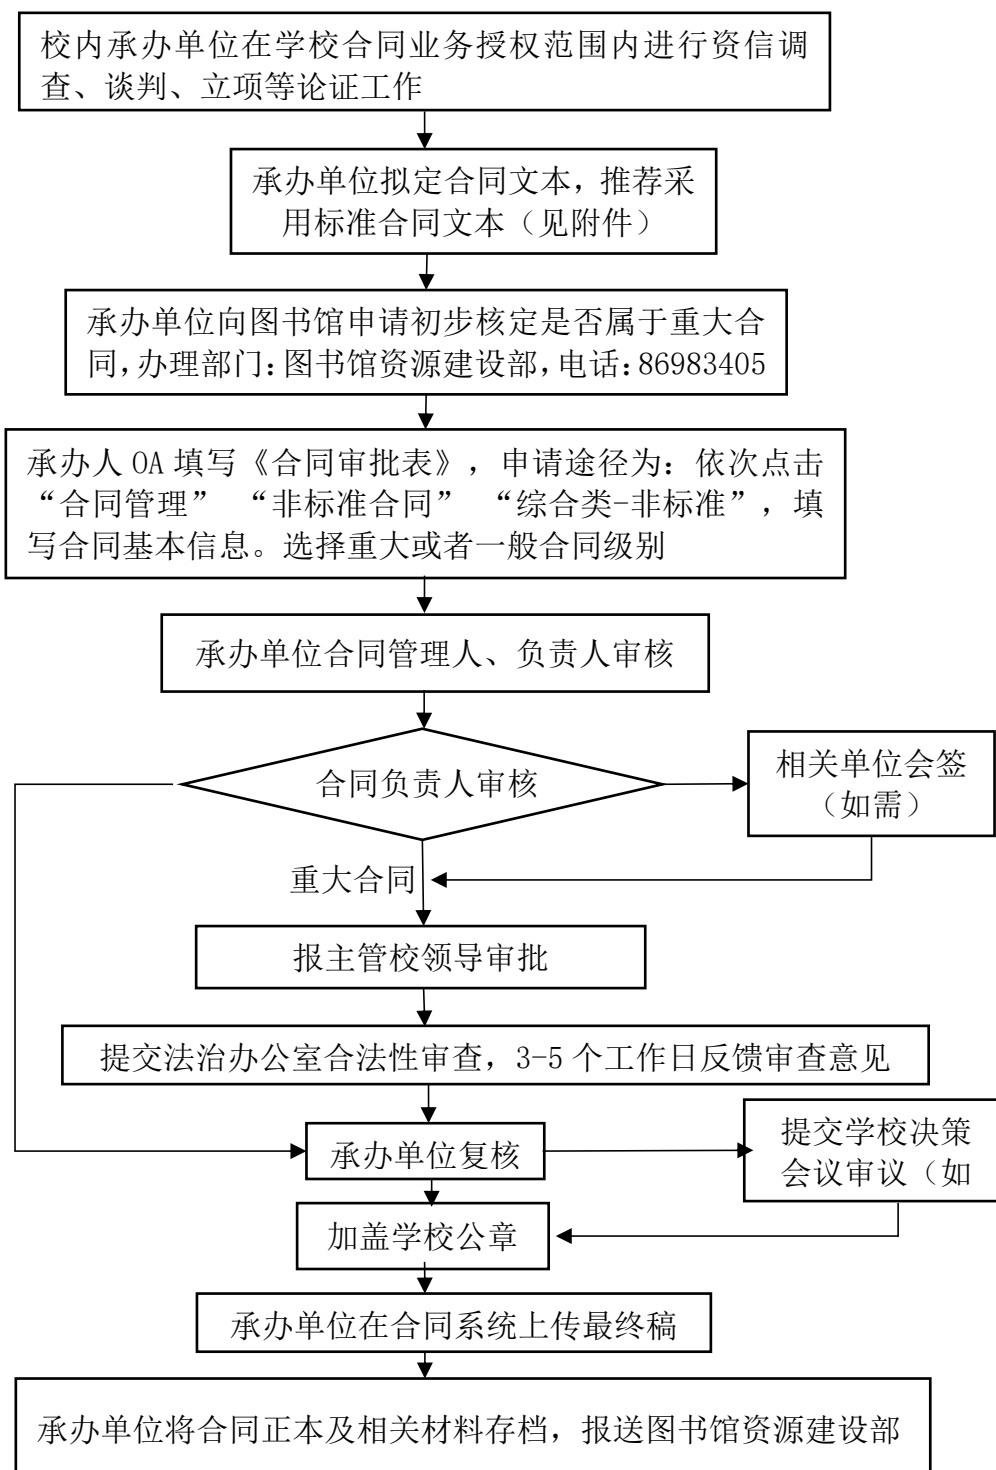 校内承办单位在学校合同业务授权范围内进行资信调
查、谈判、立项等论证工作
承办单位拟定合同文本，推荐采
用标准合同文本（见附件）
承办单位向图书馆申请初步核定是否属于重大合
同，办理部门：图书馆资源建设部，电话：86983405
承办人 OA 填写《合同审批表》，申请途径为：依次点击
“合同管理” “非标准合同” “综合类-非标准”，填
写合同基本信息。选择重大或者一般合同级别
承办单位合同管理人、负责人审核
合同负责人审核
相关单位会签
（如需）
重大合同
报主管校领导审批
提交法治办公室合法性审查，3-5 个工作日反馈审查意见
承办单位复核
提交学校决策
会议审议（如
加盖学校公章
承办单位在合同系统上传最终稿
承办单位将合同正本及相关材料存档，报送图书馆资源建设部